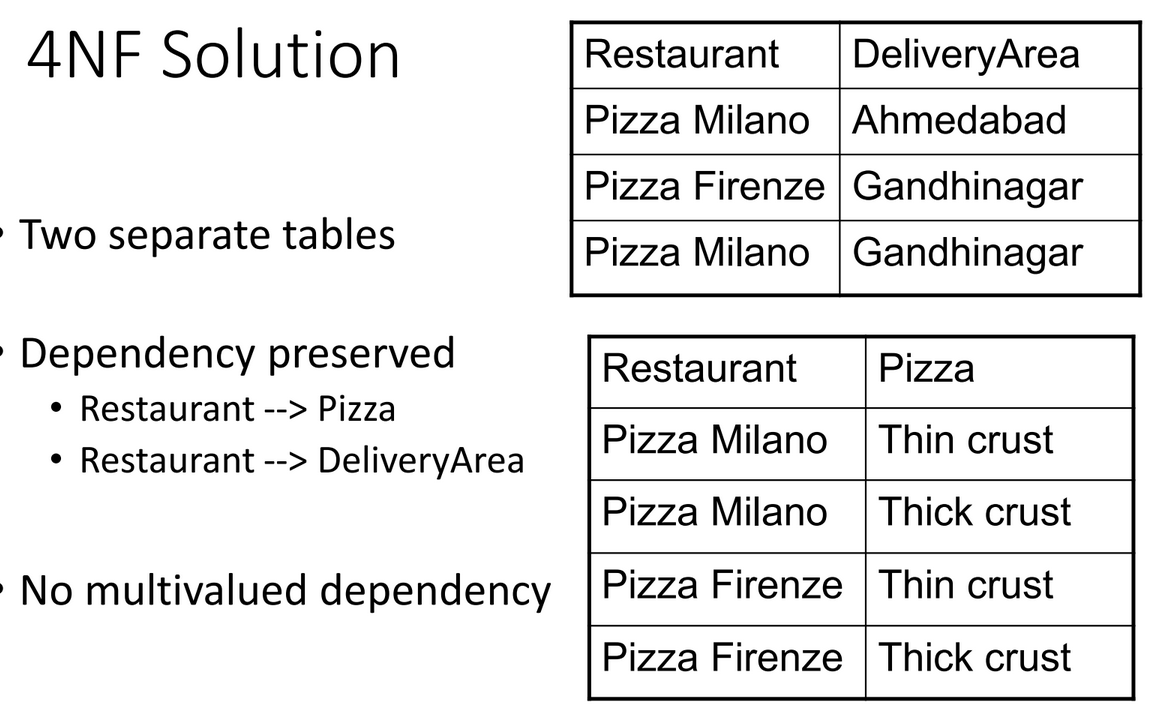 4NF Solution
• Two separate tables
• Dependency preserved
• Restaurant --> Pizza
• Restaurant --> DeliveryArea
• No multivalued dependency
Restaurant DeliveryArea
Pizza Milano Ahmedabad
Pizza Firenze Gandhinagar
Pizza Milano Gandhinagar
Restaurant Pizza
Pizza Milano Thin crust
Pizza Milano Thick crust
Pizza Firenze Thin crust
Pizza Firenze Thick crust